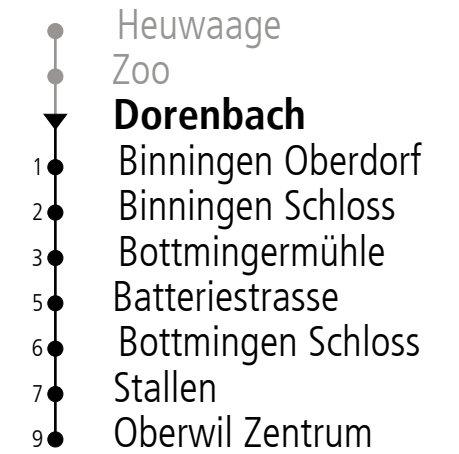 Heuwaage
Zoo
Dorenbach
1 Binningen Oberdorf
2 Binningen Schloss
3 Bottmingermühle
5 Batteriestrasse
6 Bottmingen Schloss
7 Stallen
9 Oberwil Zentrum